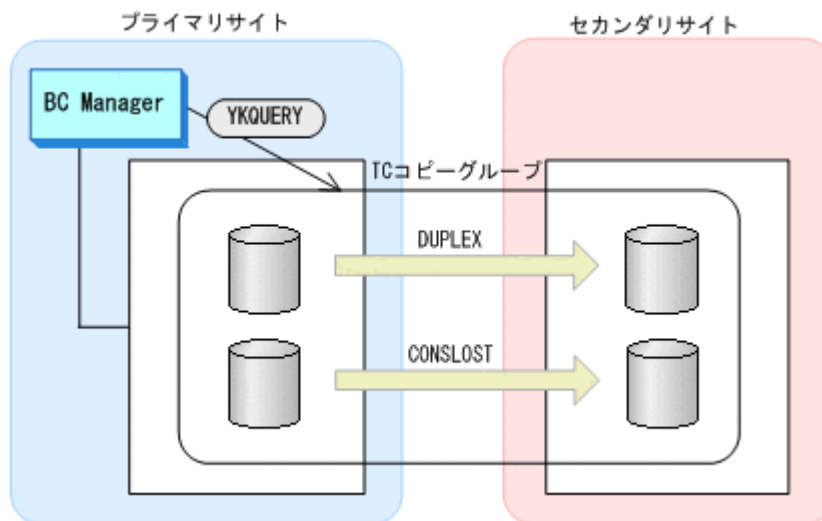 プライマリサイト
セカンダリサイト
BC Manager
YKQUERY
TCコピーグループ
DUPLEX
CONSLOST